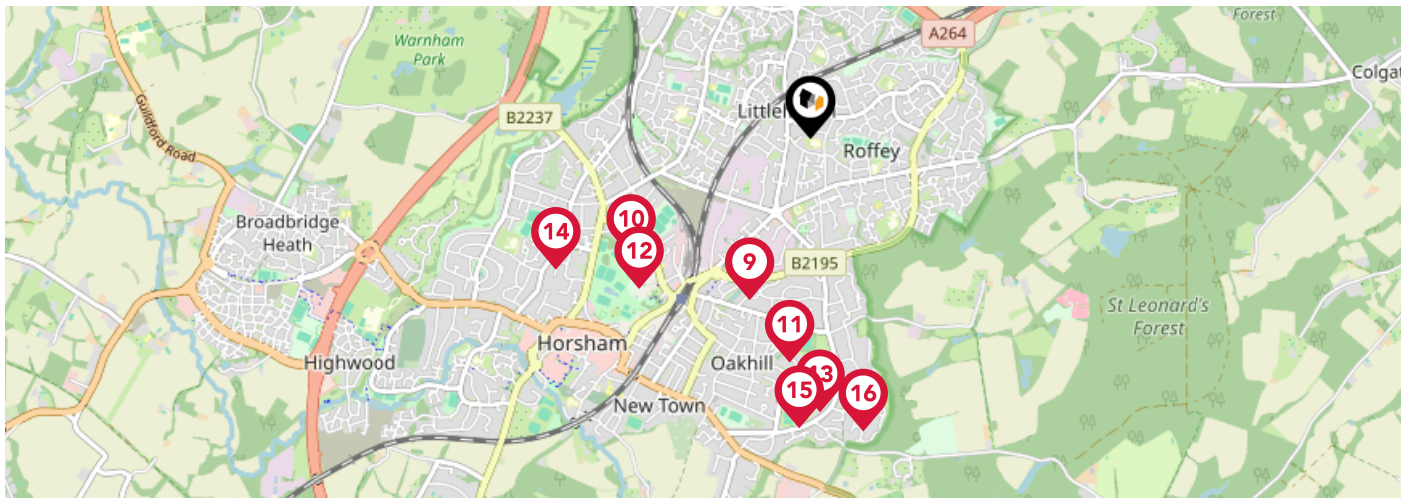 Forest
A264
Warnham
Park
Colgat
Guildford Road
B2237
Roffey
Broadbridge
Heath
10
14
12
9
B2195
St Leonard's
Forest
11
Horsham
Highwood
Oakhill
13
15
16
New Town